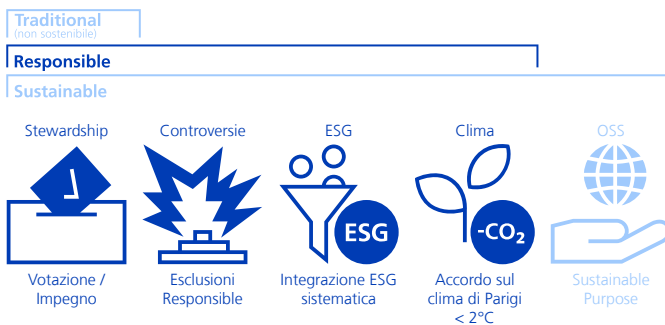 Traditional
(non sostenibile)
Responsible
Sustainable
Stewardship
Controversie
ESG
Clima
OSS
ESG
-CO₂
Votazione /
Impegno
Esclusioni
Responsible
Integrazione ESG
sistematica
Accordo sul
clima di Parigi
< 2°C
Sustainable
Purpose